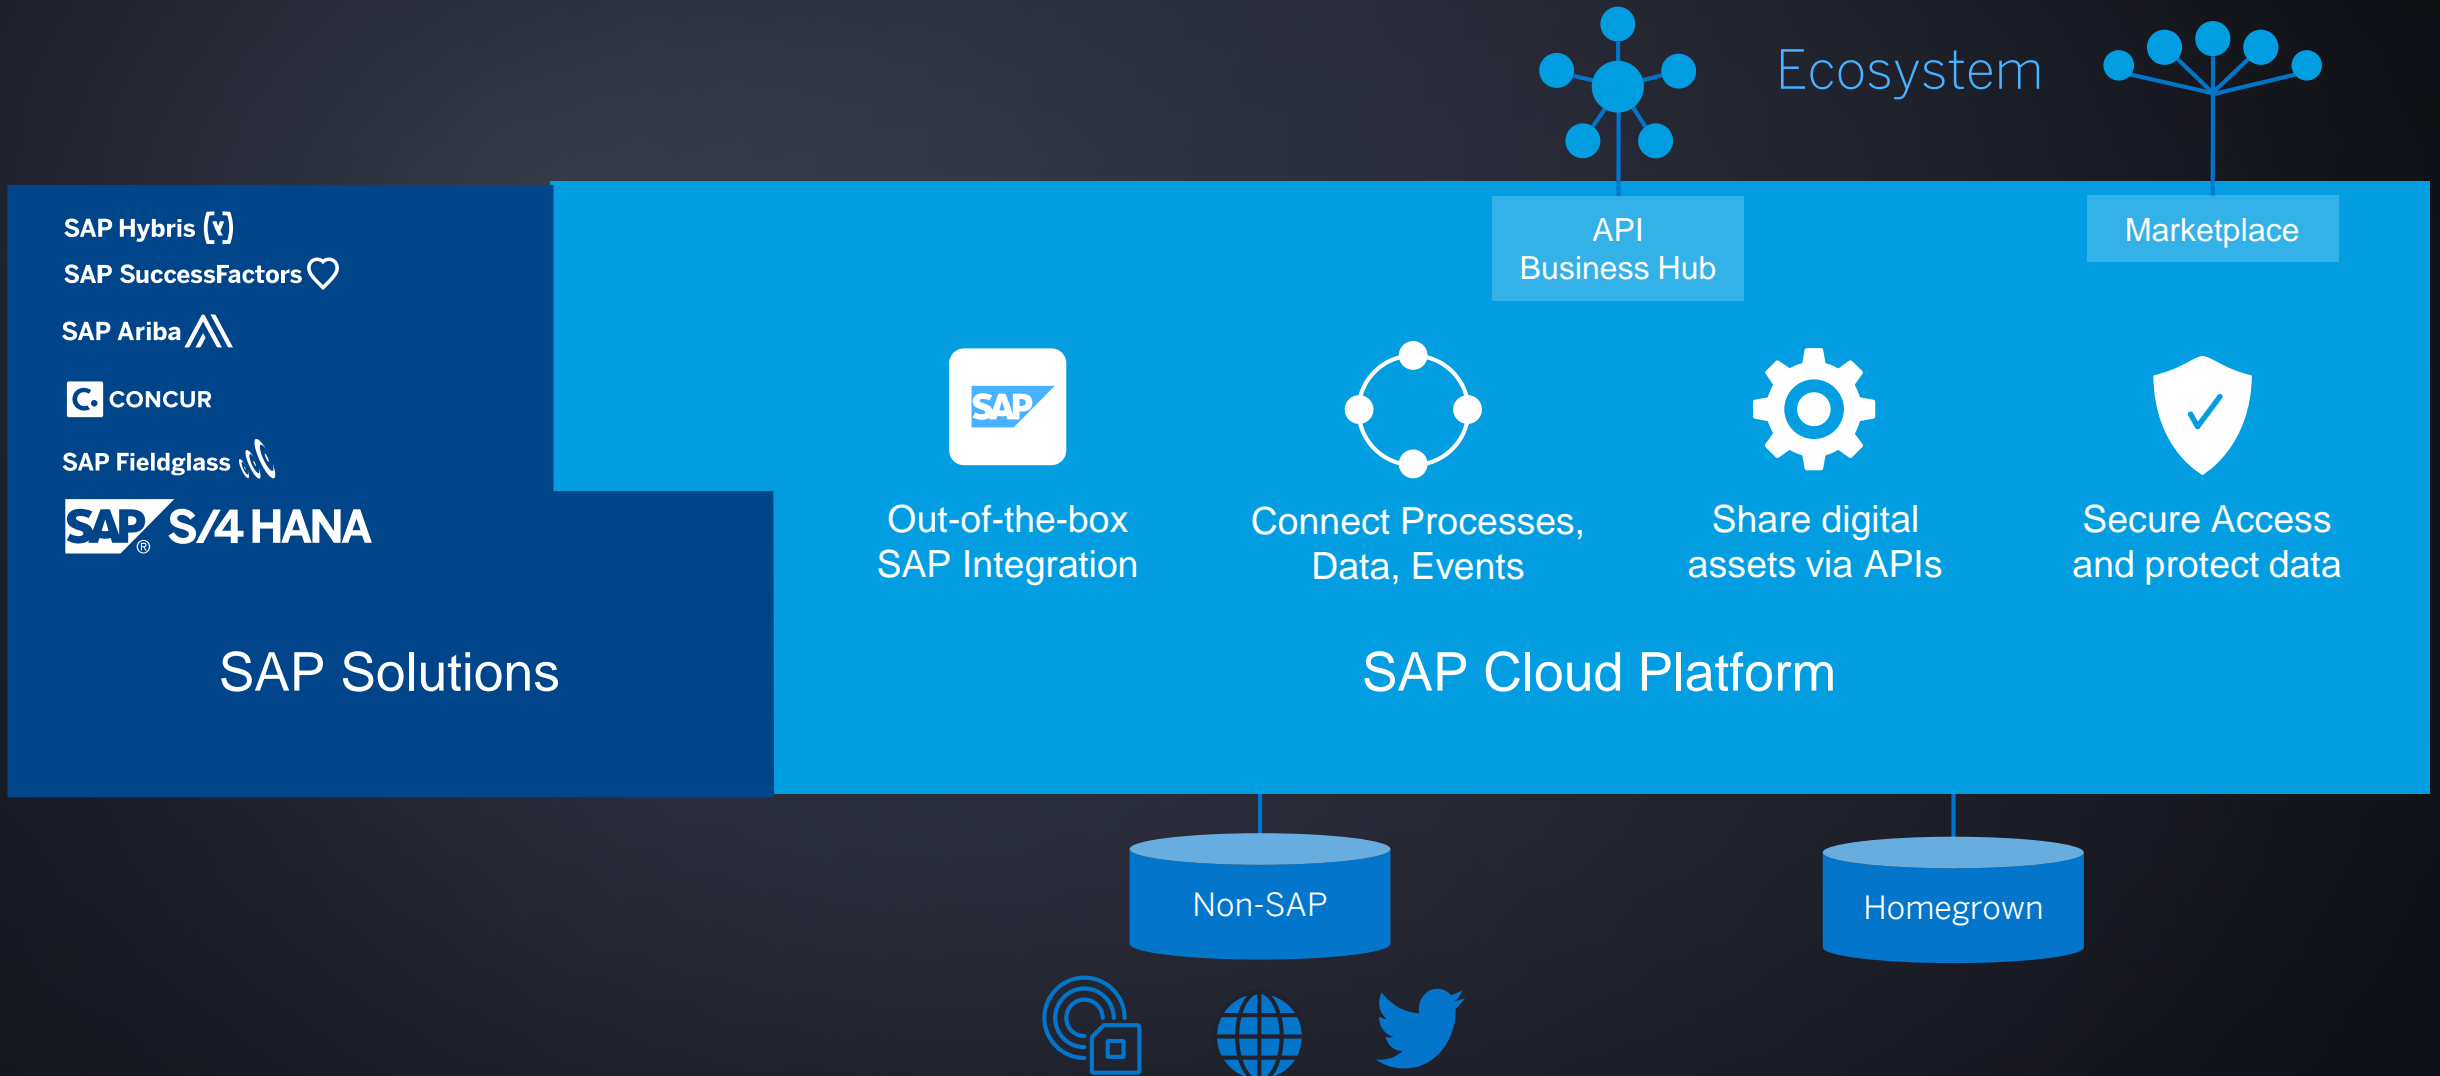 Ecosystem
SAP Hybris
SAP SuccessFactors
SAP Ariba
C. CONCUR
SAP Fieldglass
SAP® S/4 HANA
SAP Solutions
API
Business Hub
Marketplace
SAP
Out-of-the-box
SAP Integration
Connect Processes,
Data, Events
Share digital
assets via APIs
Secure Access
and protect data
SAP Cloud Platform
Non-SAP
Homegrown